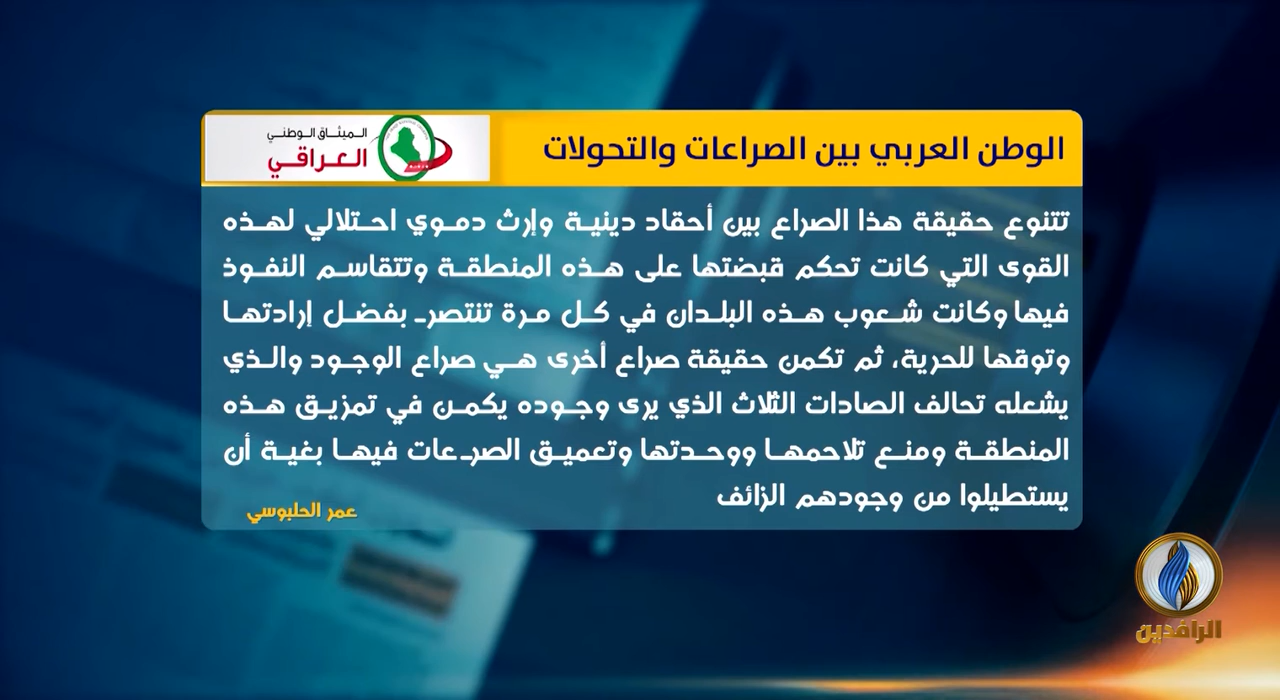 الوطن العربي بين الصراعات والتحولات
الميثاق الوطني
العراقي
تتنوع حقيقة هذا الصراع بين أحقاد دينية وإرث دموي احتلالي لهذه
القوى التي كانت تحكم قبضتها على هذه المنطقة وتتقاسم النفوذ
فيها وكانت شعوب هذه البلدان في كل مرة تنتصر بفضل إرادتها
وتوقها للحرية، ثم تكمن حقيقة صراع أخرى هي صراع الوجود والذي
يشعله تحالف الصادات الثلاث الذي يرى وجوده يكمن في تمزيق هذه
المنطقة ومنع تلاحمها ووحدتها وتعميق الصرعات فيها بغية أن
يستطيلوا من وجودهم الزائف
عمر الحلبوسي
الرافدين